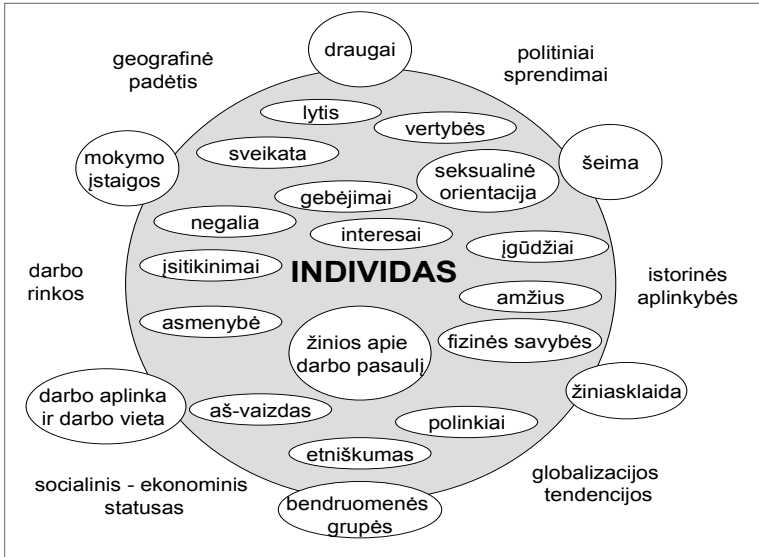 draugai
geografinė
padėtis
politiniai
sprendimai
lytis
vertybės
sveikata
mokymo
įstaigos
seksualinė
orientacija
šeima
gebėjimai
negalia
interesai
įgūdžiai
įsitikinimai
INDIVIDAS
darbo
rinkos
amžius
istorinės
aplinkybės
asmenybė
žinios apie
darbo pasaulį
fizinės savybės
darbo aplinka
ir darbo vieta
aš-vaizdas
polinkiai
žiniasklaida
etniškumas
socialinis - ekonominis
statusas
globalizacijos
tendencijos
bendruomenės
grupės